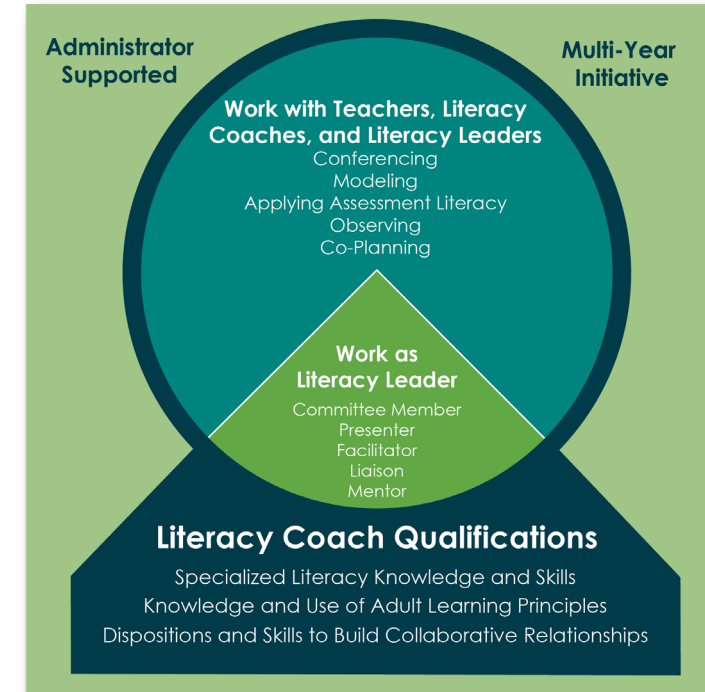 Administrator
Supported
Multi-Year
Initiative
Work with Teachers, Literacy
Coaches, and Literacy Leaders
Conferencing
Modeling
Applying Assessment Literacy
Observing
Co-Planning
Work as
Literacy Leader
Committee Member
Presenter
Facilitator
Liaison
Mentor
Literacy Coach Qualifications
Specialized Literacy Knowledge and Skills
Knowledge and Use of Adult Learning Principles
Dispositions and Skills to Build Collaborative Relationships